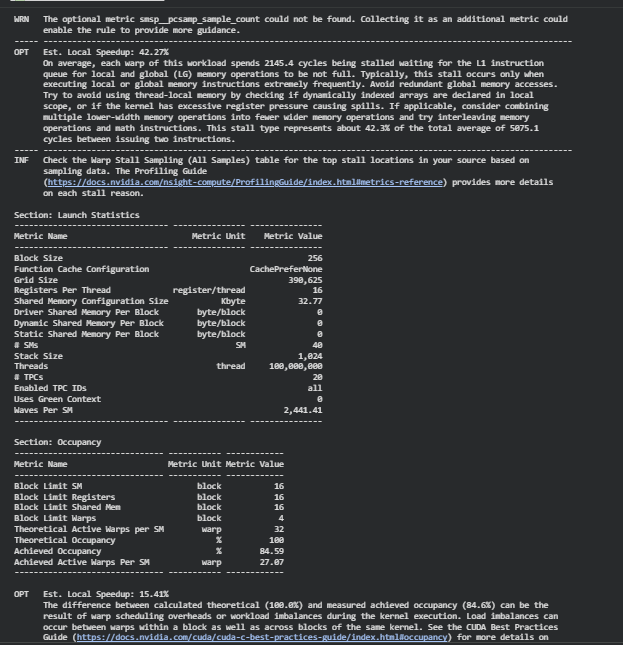 WRN   The optional metric smsp__pcsamp_sample_count could not be found. Collecting it as an additional metric could
      enable the rule to provide more guidance.
----- --------------------------------------------------------------------------------------------------------------
OPT   Est. Local Speedup: 42.27%
      On average, each warp of this workload spends 2145.4 cycles being stalled waiting for the L1 instruction
      queue for local and global (LG) memory operations to be not full. Typically, this stall occurs only when
      executing local or global memory instructions extremely frequently. Avoid redundant global memory accesses.
      Try to avoid using thread-local memory by checking if dynamically indexed arrays are declared in local
      scope, or if the kernel has excessive register pressure causing spills. If applicable, consider combining
      multiple lower-width memory operations into fewer wider memory operations and try interleaving memory
      operations and math instructions. This stall type represents about 42.3% of the total average of 5075.1
      cycles between issuing two instructions.
----- --------------------------------------------------------------------------------------------------------------
INF   Check the Warp Stall Sampling (All Samples) table for the top stall locations in your source based on
      sampling data. The Profiling Guide
      (https://docs.nvidia.com/nsight-compute/ProfilingGuide/index.html#metrics-reference) provides more details
      on each stall reason.

Section: Launch Statistics
-------------------------------- --------------- ---------------
Metric Name                          Metric Unit    Metric Value
-------------------------------- --------------- ---------------
Block Size                                                   256
Function Cache Configuration                     CachePreferNone
Grid Size                                                390,625
Registers Per Thread             register/thread              16
Shared Memory Configuration Size           Kbyte           32.77
Driver Shared Memory Per Block        byte/block               0
Dynamic Shared Memory Per Block       byte/block               0
Static Shared Memory Per Block        byte/block               0
# SMs                                         SM              40
Stack Size                                                 1,024
Threads                                   thread     100,000,000
# TPCs                                                        20
Enabled TPC IDs                                              all
Uses Green Context                                             0
Waves Per SM                                            2,441.41
-------------------------------- --------------- ---------------

Section: Occupancy
------------------------------- ----------- ------------
Metric Name                     Metric Unit Metric Value
------------------------------- ----------- ------------
Block Limit SM                        block           16
Block Limit Registers                 block           16
Block Limit Shared Mem                block           16
Block Limit Warps                     block            4
Theoretical Active Warps per SM        warp           32
Theoretical Occupancy                     %          100
Achieved Occupancy                        %        84.59
Achieved Active Warps Per SM           warp        27.07
------------------------------- ----------- ------------

OPT   Est. Local Speedup: 15.41%
      The difference between calculated theoretical (100.0%) and measured achieved occupancy (84.6%) can be the
      result of warp scheduling overheads or workload imbalances during the kernel execution. Load imbalances can
      occur between warps within a block as well as across blocks of the same kernel. See the CUDA Best Practices
      Guide (https://docs.nvidia.com/cuda/cuda-c-best-practices-guide/index.html#occupancy) for more details on